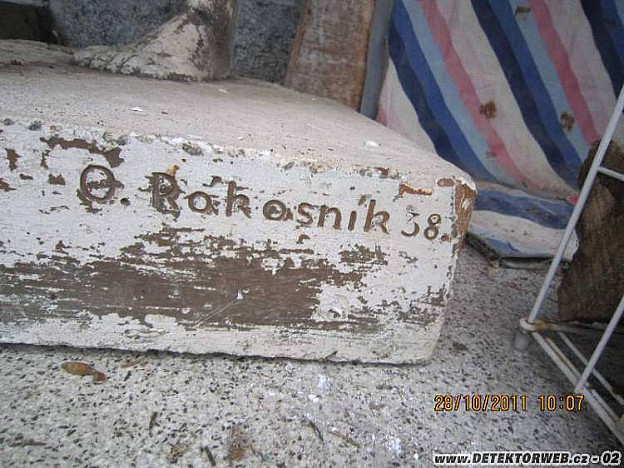 O. Rakosnik 38.
28/10/2011 10:07
www.DETEKTORWEB.cz - 02